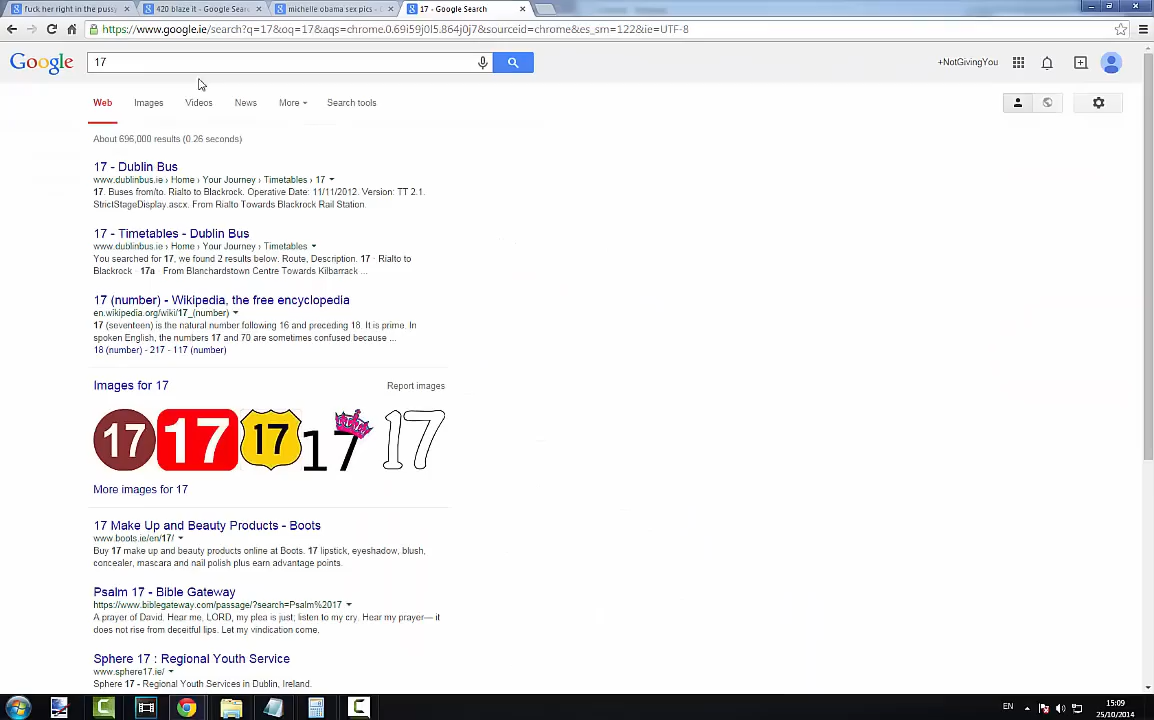 fuck her right in the pussy
420 blaze it - Google Sear
michelle obama sex pics - 
17 - Google Search
https://www.google.ie/search?q=17&oq=17&aqs=chrome.0.69i59j0l5.864j0j7&sourceid=chrome&es_sm=122&ie=UTF-8
Google
17
+NotGivingYou
Web Images Videos News More Search tools
About 696,000 results (0.26 seconds)
17 - Dublin Bus
www.dublinbus.ie › Home › Your Journey › Timetables › 17
17. Buses from/to. Rialto to Blackrock. Operative Date: 11/11/2012. Version: TT 2.1.
StrictStageDisplay.ascx. From Rialto Towards Blackrock Rail Station.
17 - Timetables - Dublin Bus
www.dublinbus.ie › Home › Your Journey › Timetables
You searched for 17, we found 2 results below. Route, Description. 17 · Rialto to
Blackrock · 17a · From Blanchardstown Centre Towards Kilbarrack ...
17 (number) - Wikipedia, the free encyclopedia
en.wikipedia.org/wiki/17_(number)
17 (seventeen) is the natural number following 16 and preceding 18. It is prime. In
spoken English, the numbers 17 and 70 are sometimes confused because ...
18 (number) - 217 - 117 (number)
Images for 17
Report images
17 17 17 17 17
More images for 17
17 Make Up and Beauty Products - Boots
www.boots.ie/en/17/
Buy 17 make up and beauty products online at Boots. 17 lipstick, eyeshadow, blush,
concealer, mascara and nail polish plus earn advantage points.
Psalm 17 - Bible Gateway
https://www.biblegateway.com/passage/?search=Psalm%2017
A prayer of David. Hear me, LORD, my plea is just; listen to my cry. Hear my prayer— it
does not rise from deceitful lips. Let my vindication come.
Sphere 17 : Regional Youth Service
www.sphere17.ie/
Sphere 17 - Regional Youth Services in Dublin, Ireland.
EN
15:09
25/10/2014